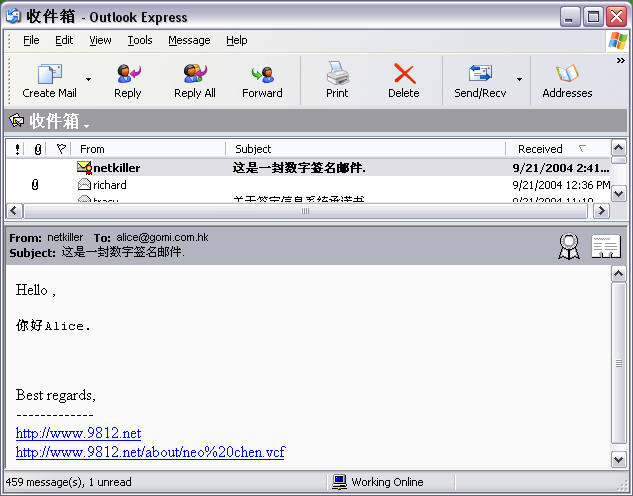 收件箱 - Outlook Express
File Edit View Tools Message Help
Create Mail Reply Reply All Forward Print Delete Send/Recv Addresses
收件箱
! From Subject Received
netkiller 这是一封数字签名邮件. 9/21/2004 2:41...
richard 9/21/2004 12:36 PM
From: netkiller To: alice@gomi.com.hk
Subject: 这是一封数字签名邮件.
Hello ,
你好Alice.
Best regards,
-------------
http://www.9812.net
http://www.9812.net/about/neo%20chen.vcf
459 message(s), 1 unread Working Online